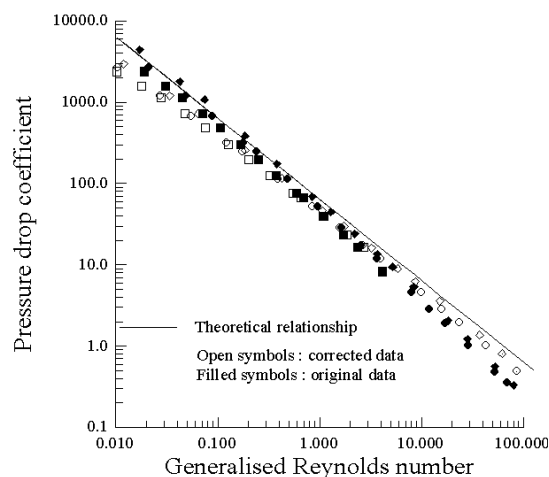 10000.0
1000.0
100.0
10.0
1.0
0.1
Pressure drop coefficient
Theoretical relationship
Open symbols : corrected data
Filled symbols : original data
0.010
0.100
1.000
10.000
100.000
Generalised Reynolds number